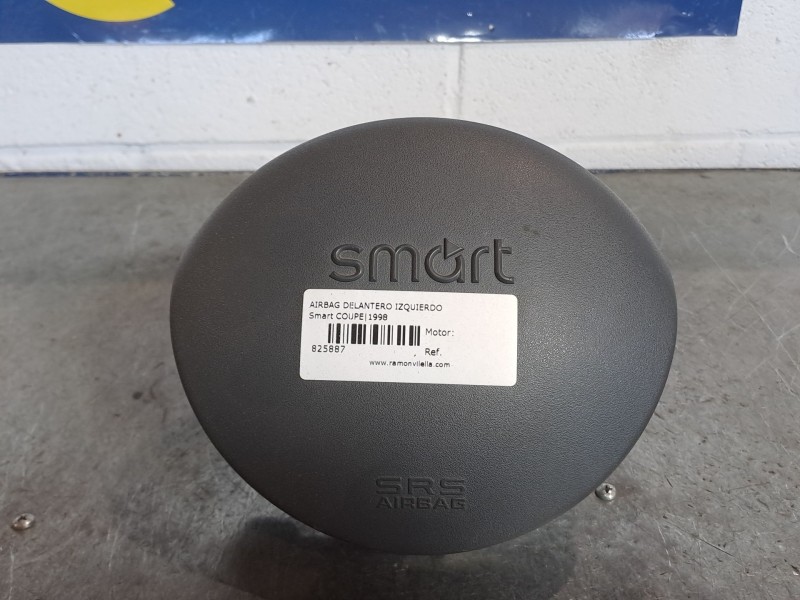 smart
AIRBAG DELANTERO IZQUIERDO
Smart COUPE|1998
Motor:
825887 , Ref.
www.ramonvilella.com
SRS
AIRBAG